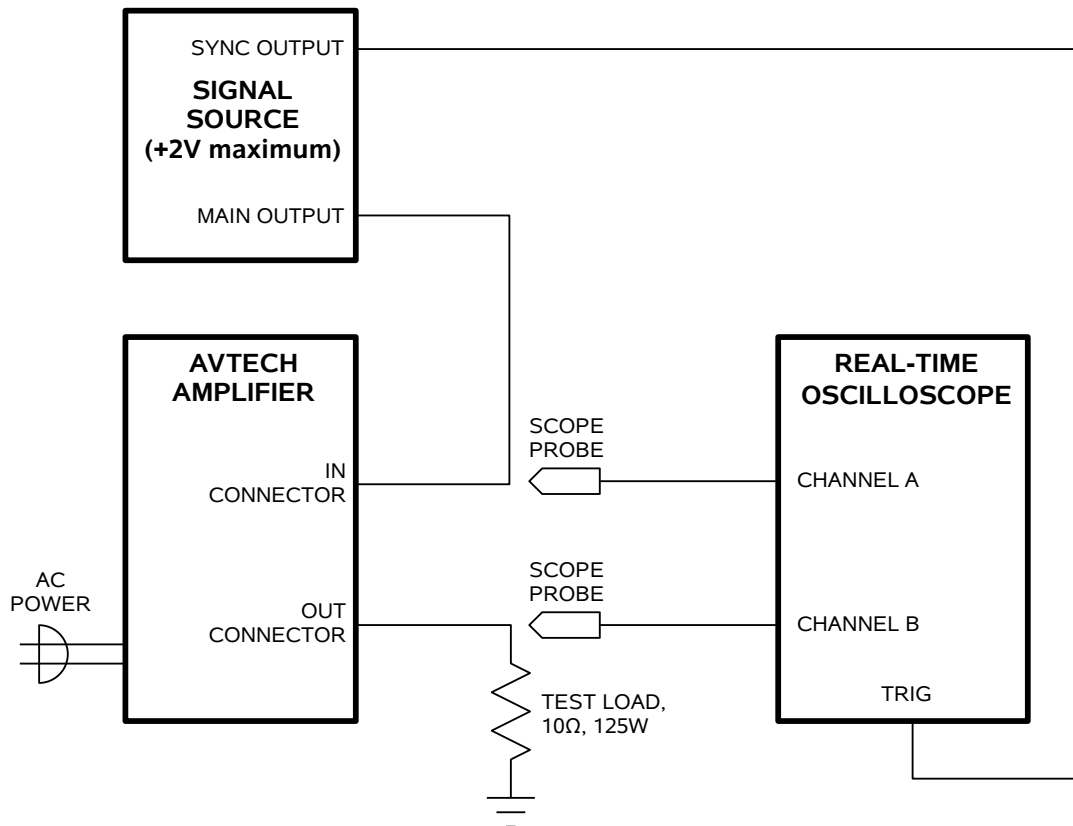 SYNC OUTPUT
SIGNAL
SOURCE
(+2V maximum)
MAIN OUTPUT
AVTECH
AMPLIFIER
IN
CONNECTOR
OUT
CONNECTOR
AC
POWER
SCOPE
PROBE
SCOPE
PROBE
TEST LOAD,
10Ω, 125W
REAL-TIME
OSCILLOSCOPE
CHANNEL A
CHANNEL B
TRIG